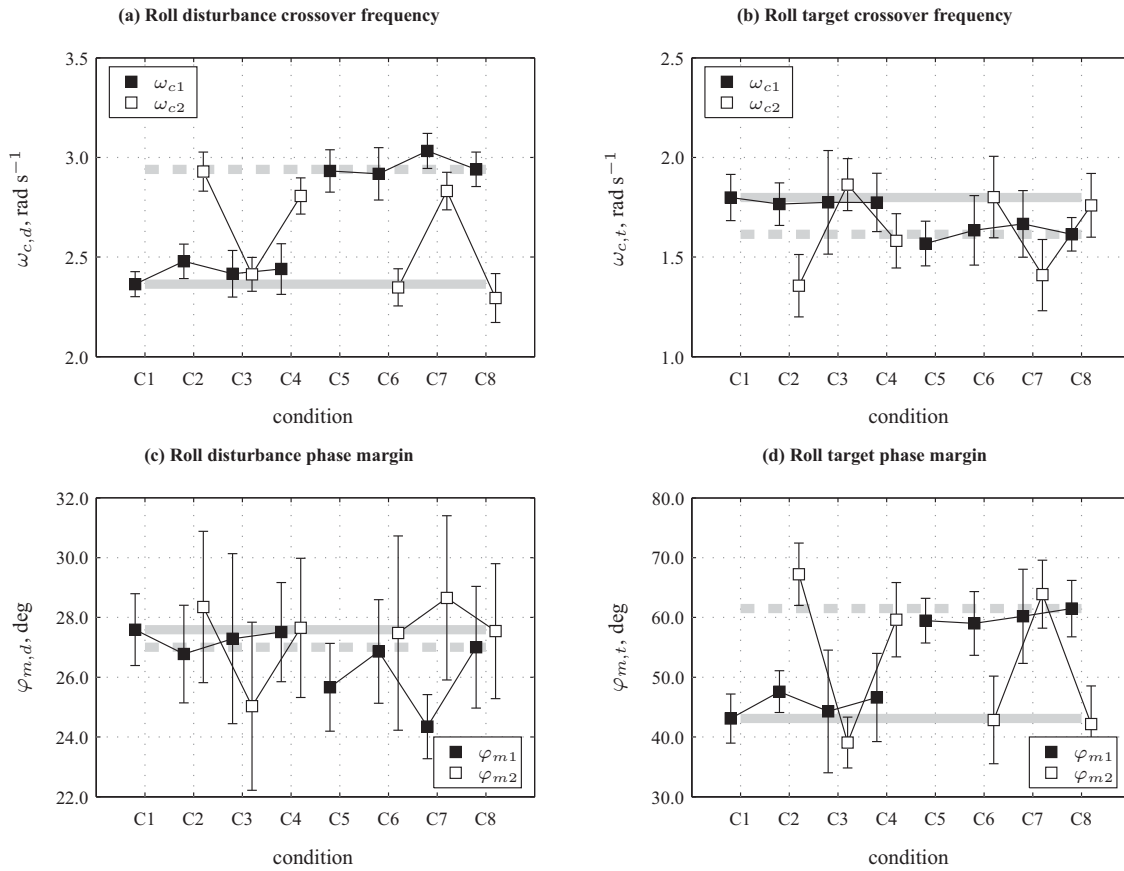 (a) Roll disturbance crossover frequency
3.5
3.0
2.5
2.0
ω_{c,d}, rad s⁻¹
ω_{c1}
ω_{c2}
C1 C2 C3 C4 C5 C6 C7 C8
condition
(b) Roll target crossover frequency
2.5
2.0
1.5
1.0
ω_{c,t}, rad s⁻¹
ω_{c1}
ω_{c2}
C1 C2 C3 C4 C5 C6 C7 C8
condition
(c) Roll disturbance phase margin
32.0
30.0
28.0
26.0
24.0
22.0
φ_{m,d}, deg
φ_{m1}
φ_{m2}
C1 C2 C3 C4 C5 C6 C7 C8
condition
(d) Roll target phase margin
80.0
70.0
60.0
50.0
40.0
30.0
φ_{m,t}, deg
φ_{m1}
φ_{m2}
C1 C2 C3 C4 C5 C6 C7 C8
condition